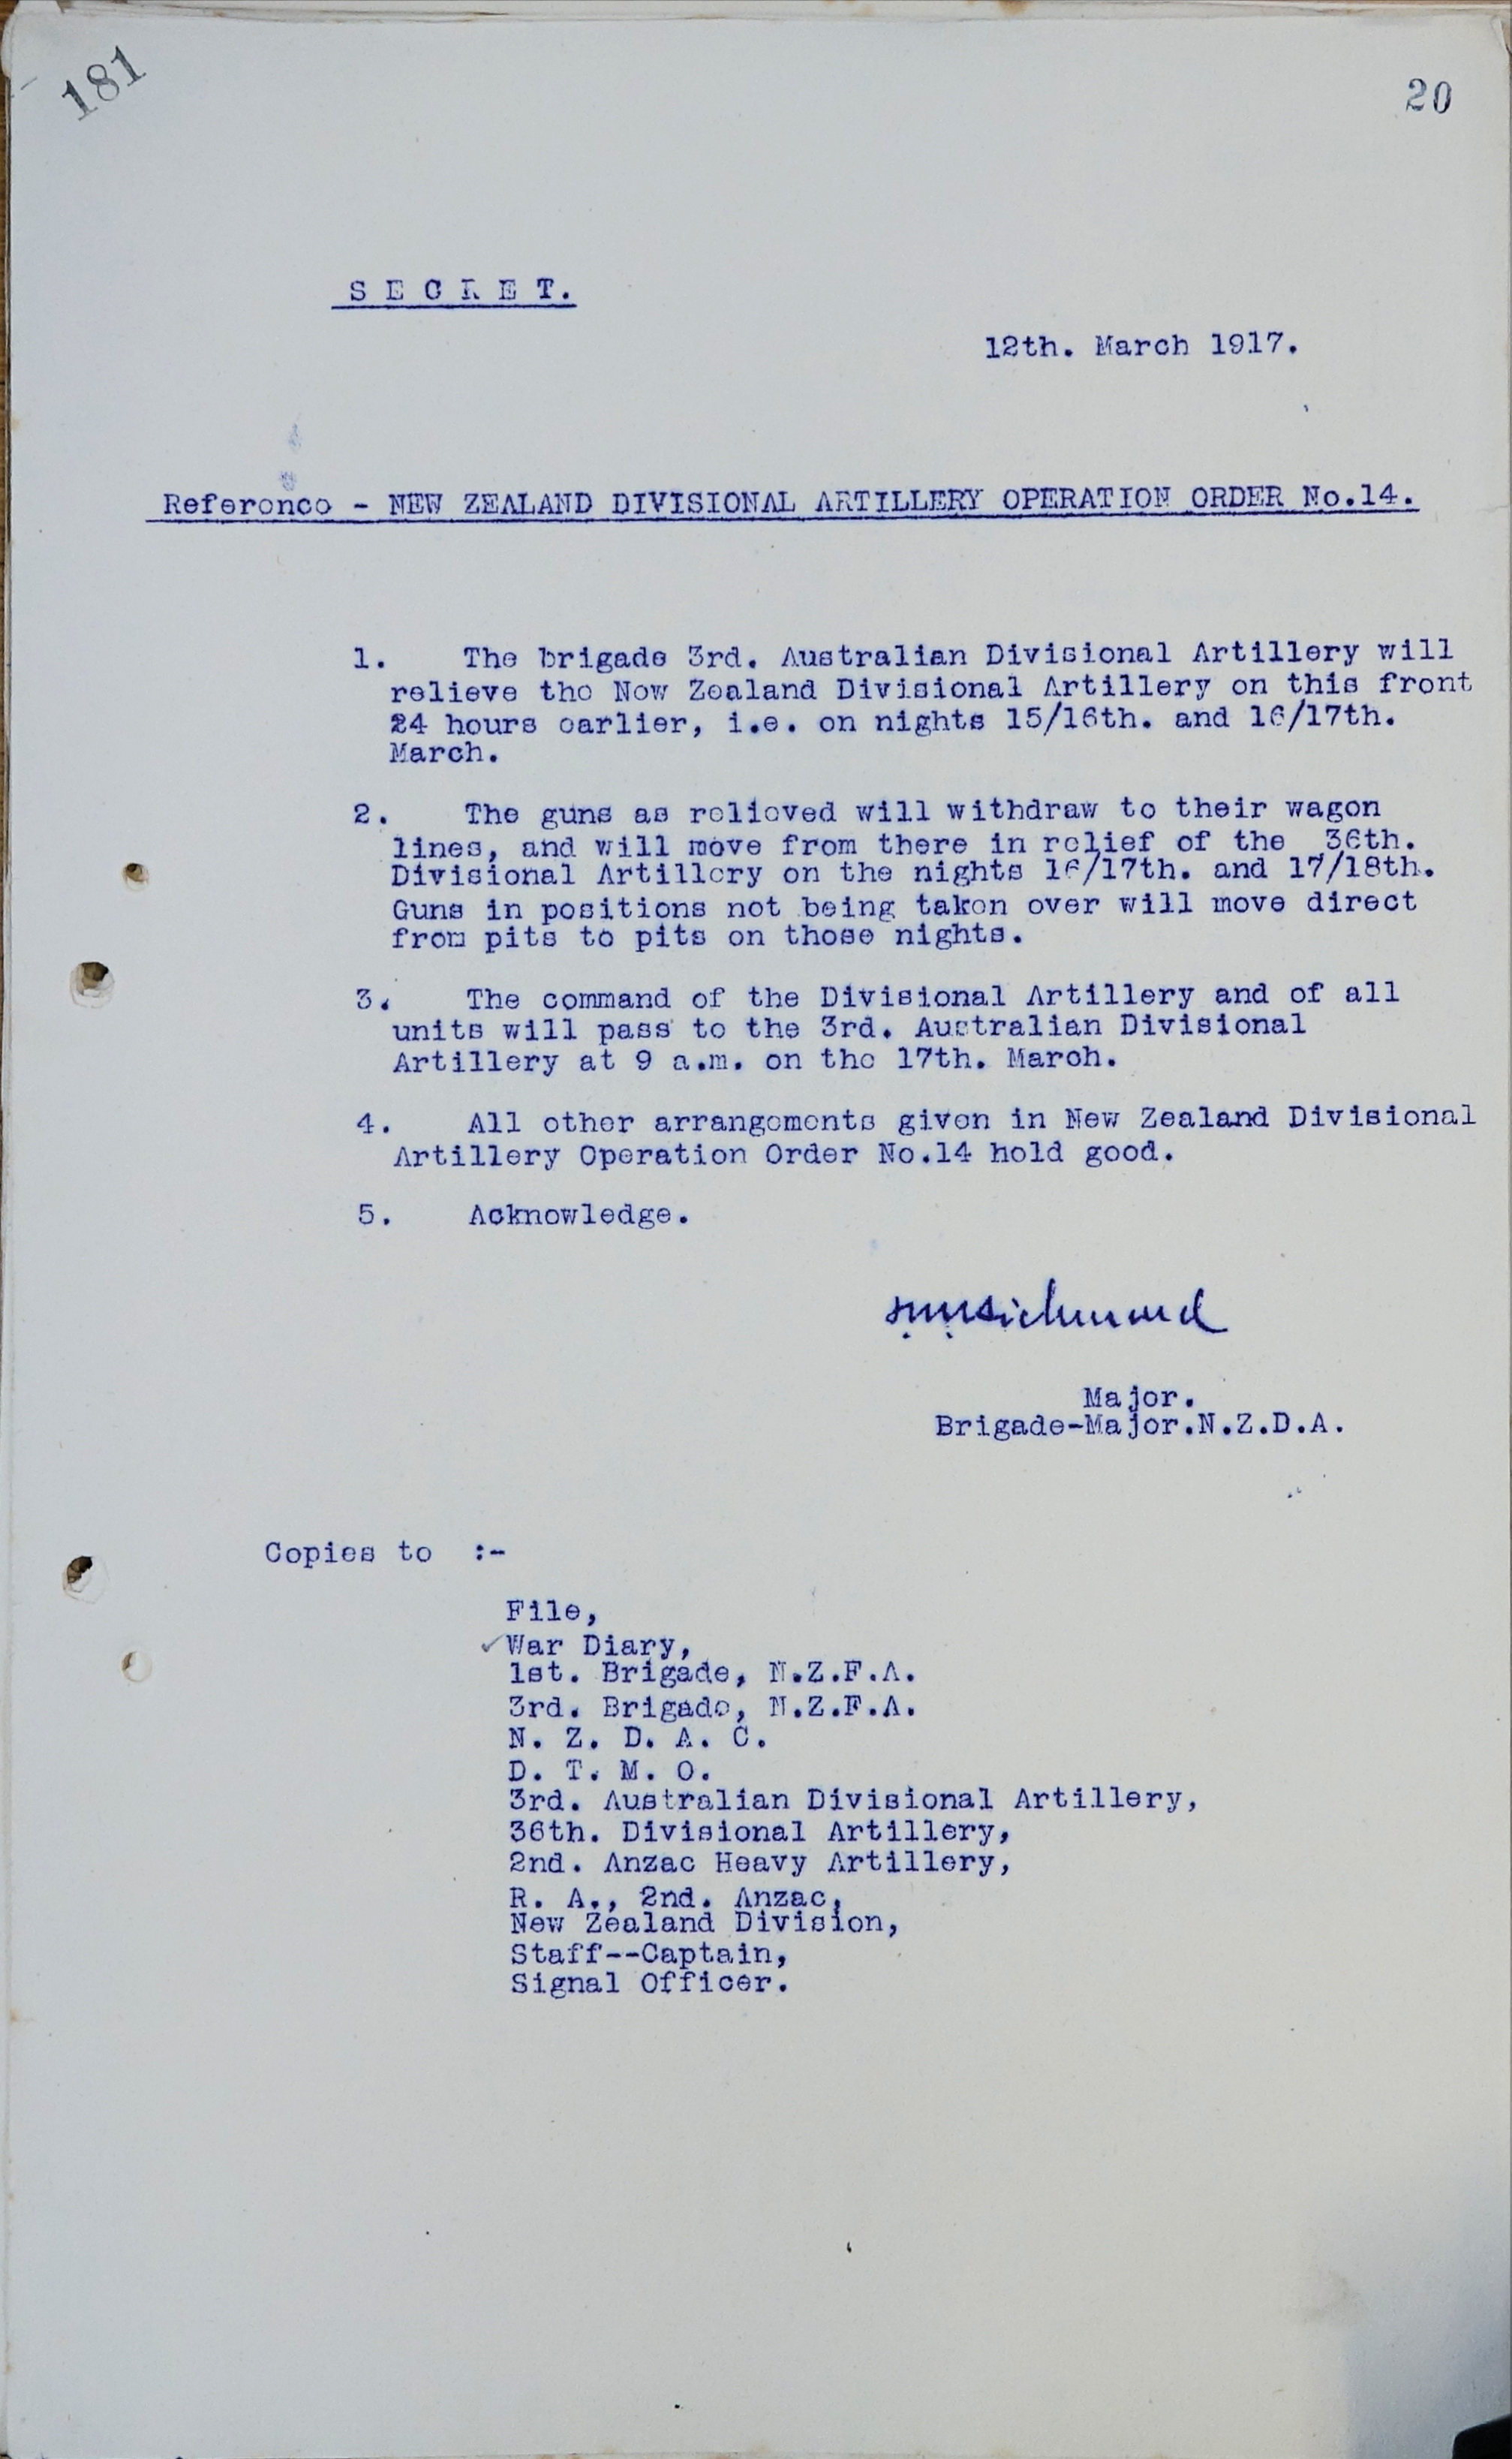 181
20
S E C R E T.
12th. March 1917.
Reference - NEW ZEALAND DIVISIONAL ARTILLERY OPERATION ORDER No.14.
1. The brigade 3rd. Australian Divisional Artillery will
relieve the New Zealand Divisional Artillery on this front
24 hours earlier, i.e. on nights 15/16th. and 16/17th.
March.
2. The guns as relieved will withdraw to their wagon
lines, and will move from there in relief of the 36th.
Divisional Artillery on the nights 16/17th. and 17/18th.
Guns in positions not being taken over will move direct
from pits to pits on those nights.
3. The command of the Divisional Artillery and of all
units will pass to the 3rd. Australian Divisional
Artillery at 9 a.m. on the 17th. March.
4. All other arrangements given in New Zealand Divisional
Artillery Operation Order No.14 hold good.
5. Acknowledge.
Major.
Brigade-Major.N.Z.D.A.
Copies to :-
File,
✓War Diary,
1st. Brigade, N.Z.F.A.
3rd. Brigade, N.Z.F.A.
N. Z. D. A. C.
D. T. M. O.
3rd. Australian Divisional Artillery,
36th. Divisional Artillery,
2nd. Anzac Heavy Artillery,
R. A., 2nd. Anzac,
New Zealand Division,
Staff--Captain,
Signal Officer.